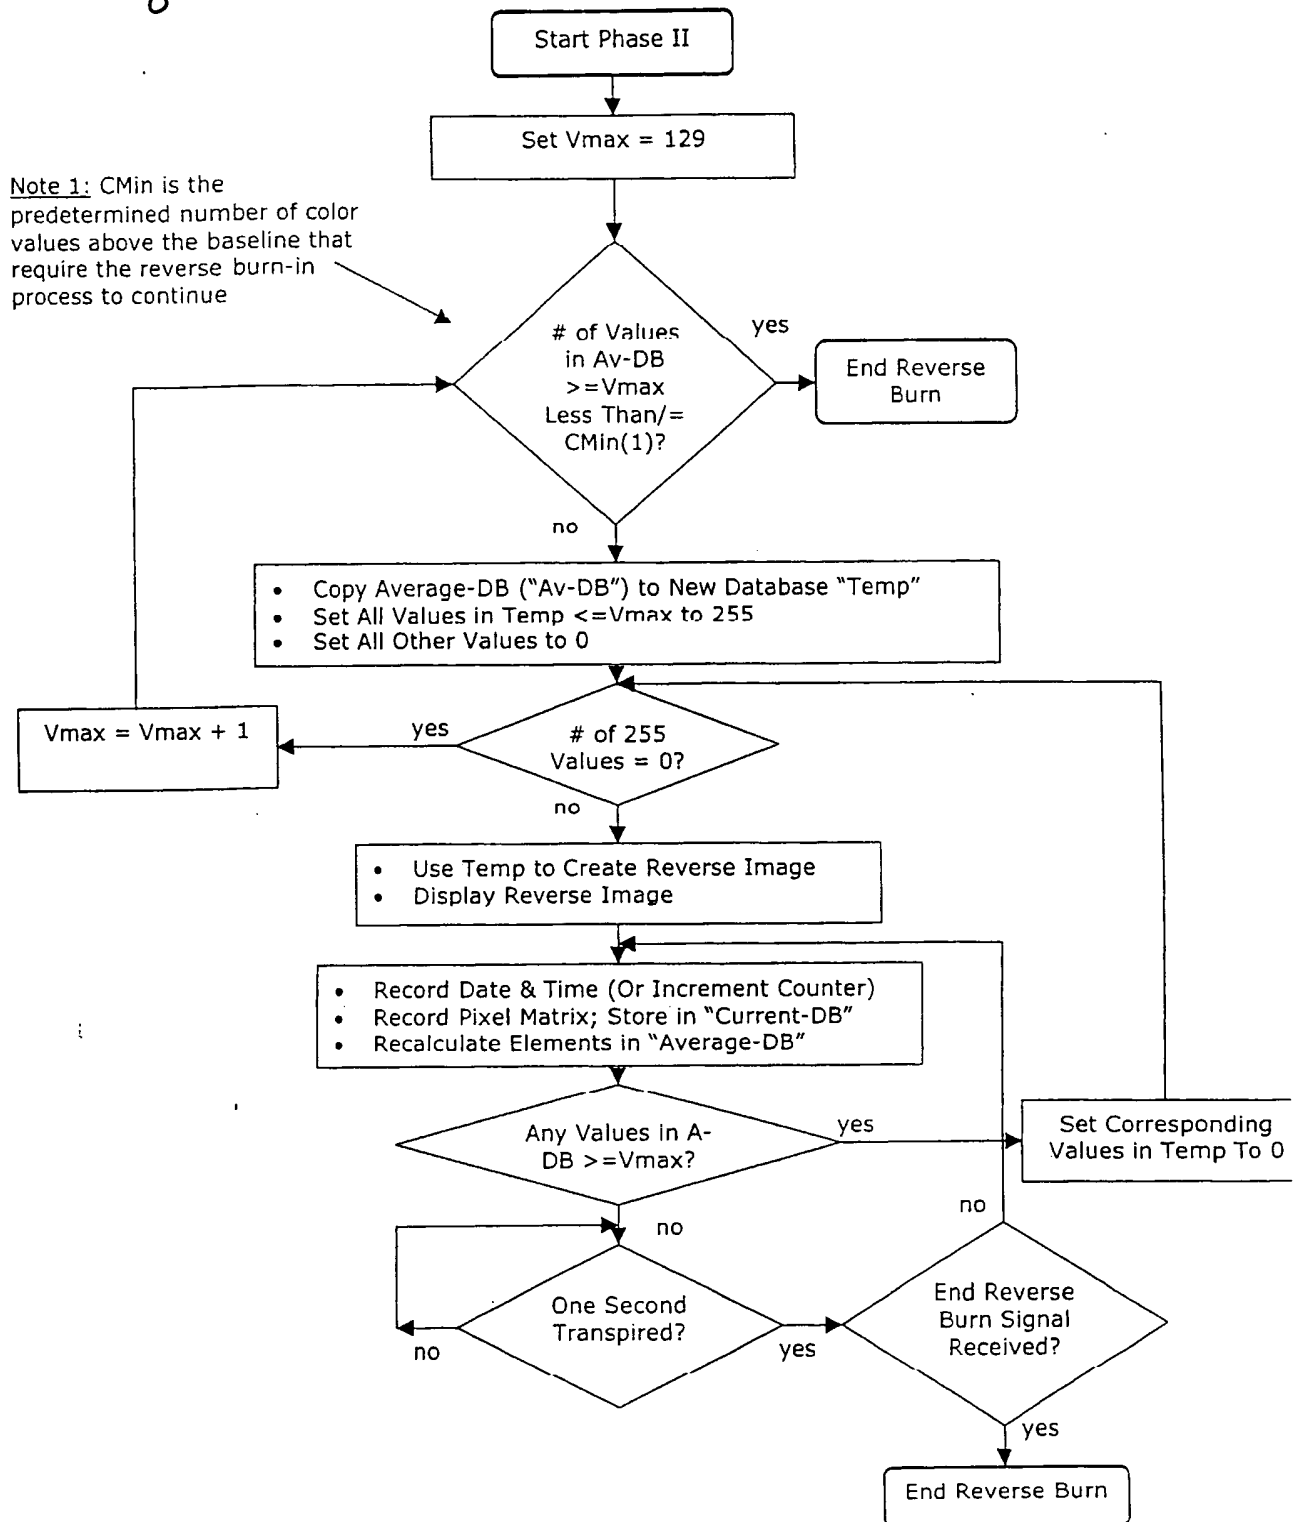 Start Phase II
Set Vmax = 129
Note 1: CMin is the
predetermined number of color
values above the baseline that
require the reverse burn-in
process to continue
# of Values
in Av-DB
>=Vmax
Less Than/=
CMin(1)?
yes
End Reverse
Burn
no
• Copy Average-DB ("Av-DB") to New Database "Temp"
• Set All Values in Temp <=Vmax to 255
• Set All Other Values to 0
Vmax = Vmax + 1
yes
# of 255
Values = 0?
no
• Use Temp to Create Reverse Image
• Display Reverse Image
• Record Date & Time (Or Increment Counter)
• Record Pixel Matrix; Store in "Current-DB"
• Recalculate Elements in "Average-DB"
Any Values in A-
DB >=Vmax?
yes
Set Corresponding
Values in Temp To 0
no
no
One Second
Transpired?
no
yes
End Reverse
Burn Signal
Received?
yes
End Reverse Burn